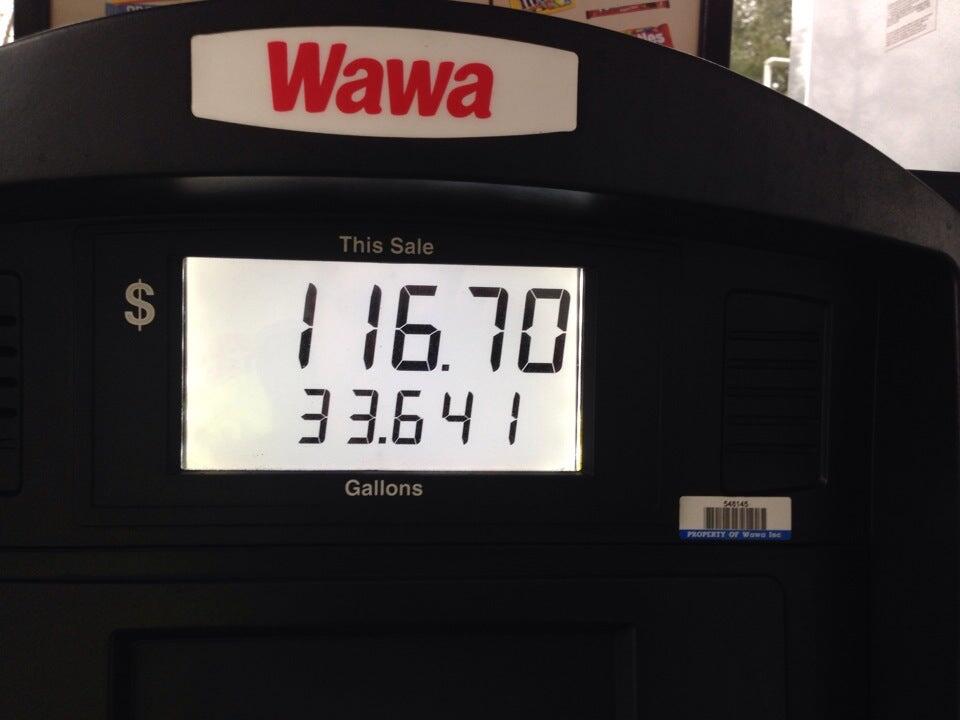 Wawa
This Sale
$ 116.70
33.641
Gallons
546145
PROPERTY OF Wawa Inc